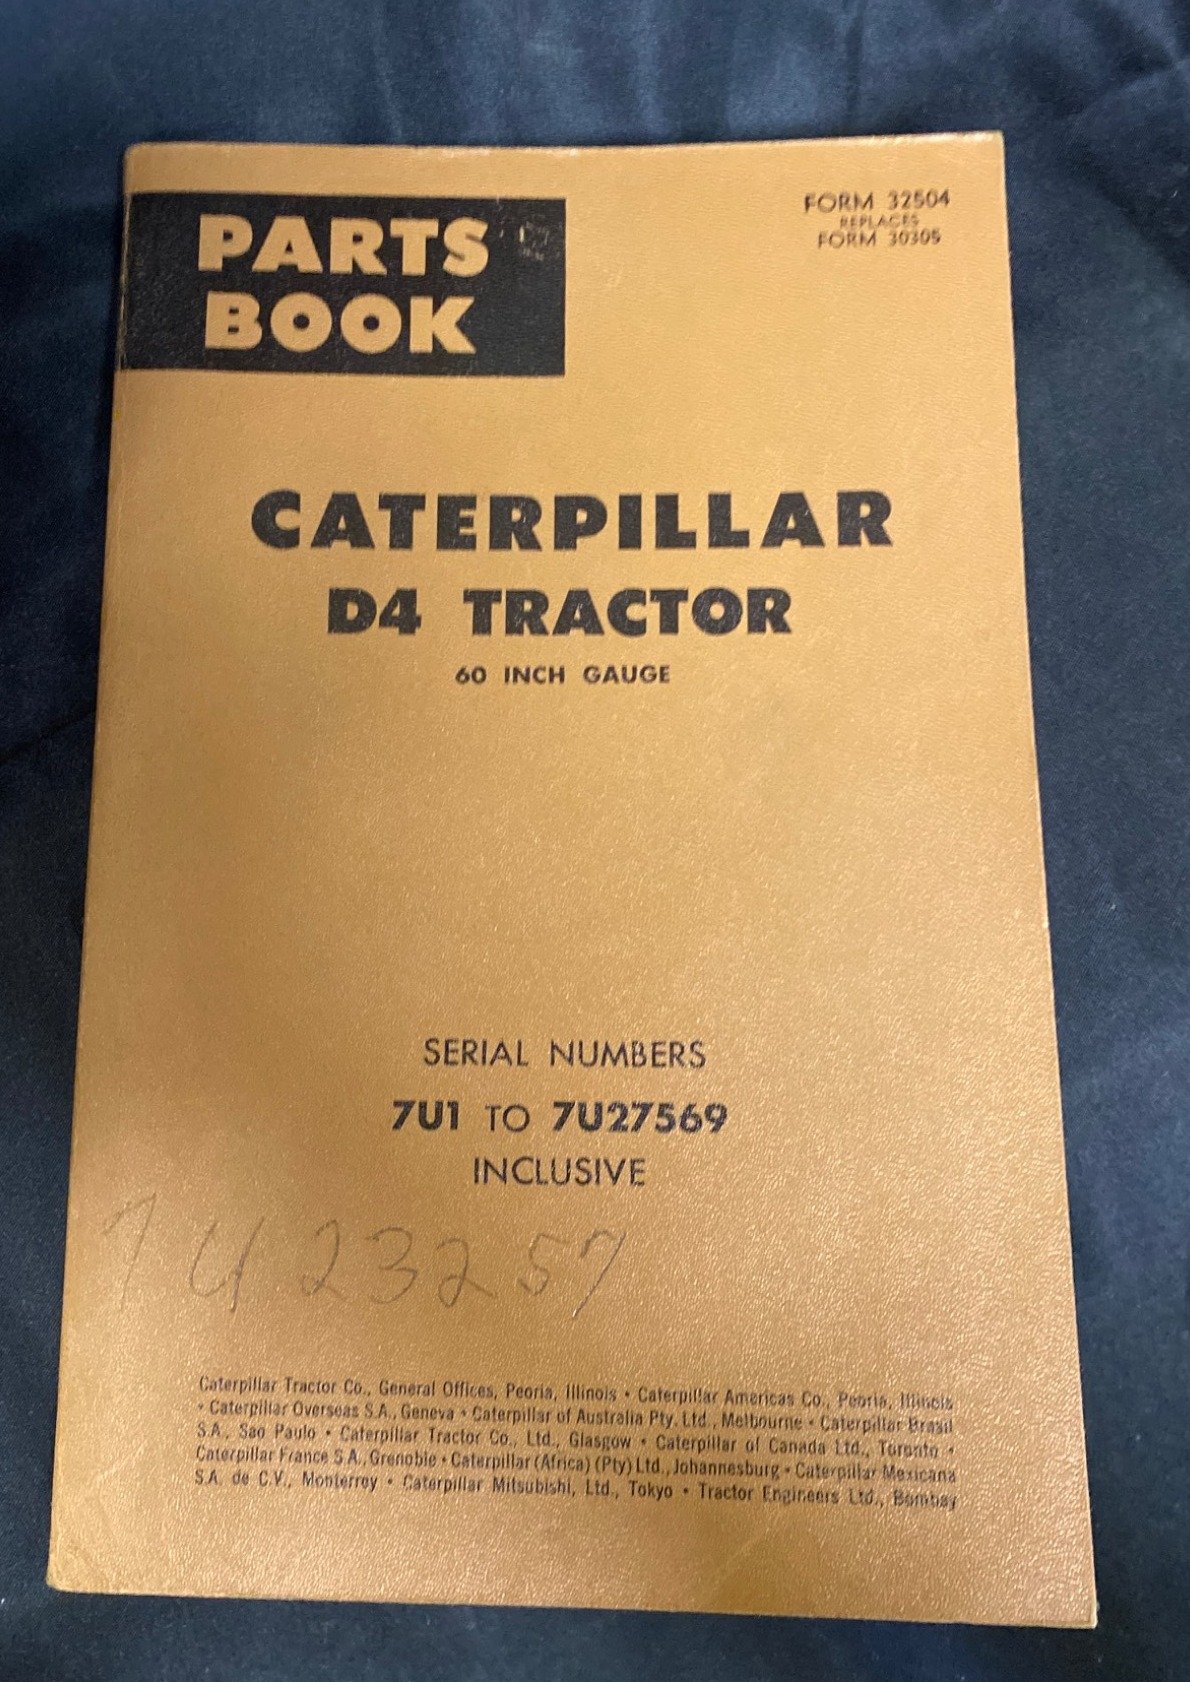 PARTS
BOOK
FORM 32504
REPLACES
FORM 30305
CATERPILLAR
D4 TRACTOR
60 INCH GAUGE
SERIAL NUMBERS
7U1 TO 7U27569
INCLUSIVE
7U23257
Caterpillar Tractor Co., General Offices, Peoria, Illinois • Caterpillar Americas Co., Peoria, Illinois
• Caterpillar Overseas S.A., Geneva • Caterpillar of Australia Pty. Ltd., Melbourne • Caterpillar Brasil
S.A., Sao Paulo • Caterpillar Tractor Co., Ltd., Glasgow • Caterpillar of Canada Ltd., Toronto •
Caterpillar France S.A., Grenoble • Caterpillar (Africa) (Pty) Ltd., Johannesburg • Caterpillar Mexicana
S.A. de C.V., Monterrey • Caterpillar Mitsubishi, Ltd., Tokyo • Tractor Engineers Ltd., Bombay